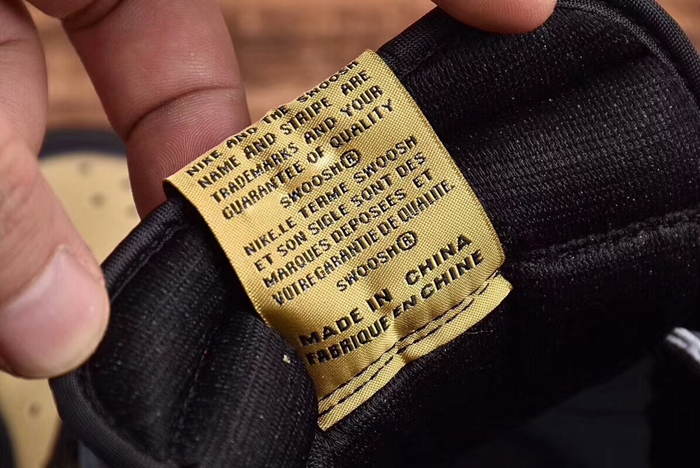 NIKE AND THE SWOOSH
NAME AND STRIPE ARE
TRADEMARKS AND YOUR
GUARANTEE OF QUALITY
SWOOSH®
NIKE.LE TERME SWOOSH
ET SON SIGLE SONT DES
MARQUES DEPOSEES ET
VOTRE GARANTIE DE QUALITE.
SWOOSH®
MADE IN CHINA
FABRIQUE EN CHINE